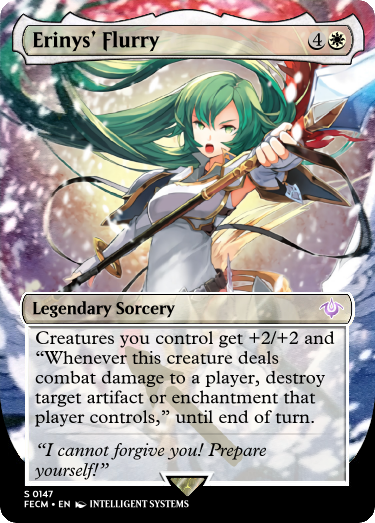 Erinys' Flurry 4
Legendary Sorcery
Creatures you control get +2/+2 and
“Whenever this creature deals
combat damage to a player, destroy
target artifact or enchantment that
player controls,” until end of turn.
“I cannot forgive you! Prepare
yourself!”
S 0147
FECM • EN INTELLIGENT SYSTEMS